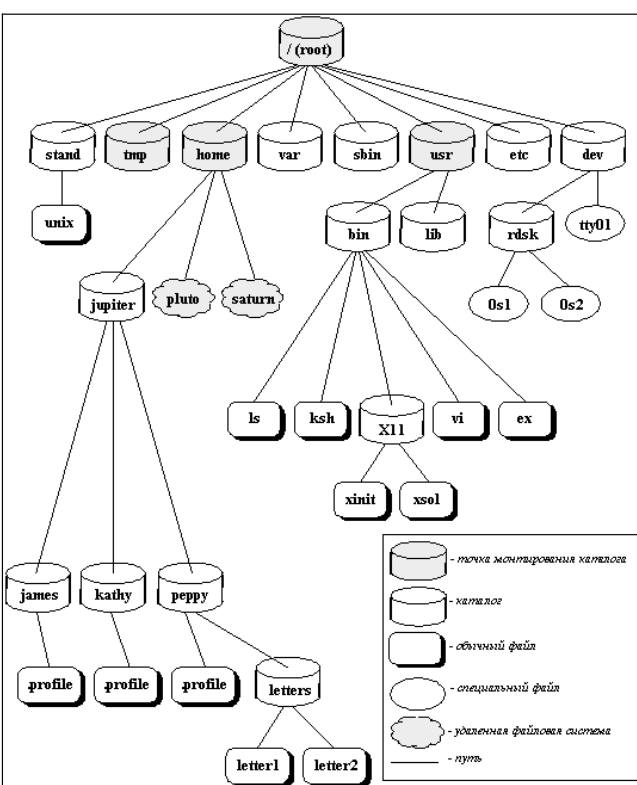 / (root)
stand
tmp
home
var
sbin
usr
etc
dev
unix
bin
lib
rdsk
tty01
jupiter
pluto
saturn
0s1
0s2
ls
ksh
X11
vi
ex
xinit
xsol
james
kathy
peppy
.profile
.profile
.profile
letters
letter1
letter2
- точка монтирования каталога
- каталог
- обычный файл
- специальный файл
- удаленная файловая система
- путь